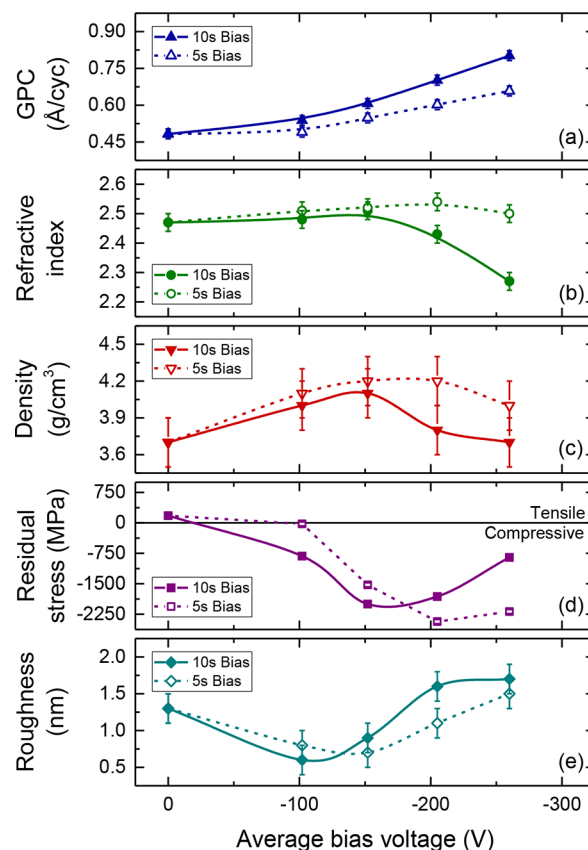 0.90
0.75
0.60
0.45
GPC
(Å/cyc)
10s Bias
5s Bias
(a)
2.6
2.5
2.4
2.3
2.2
Refractive
index
10s Bias
5s Bias
(b)
4.5
4.2
3.9
3.6
Density
(g/cm³)
10s Bias
5s Bias
(c)
750
0
-750
-1500
-2250
Residual
stress (MPa)
Tensile
Compressive
10s Bias
5s Bias
(d)
2.0
1.5
1.0
0.5
Roughness
(nm)
10s Bias
5s Bias
(e)
0
-100
-200
-300
Average bias voltage (V)